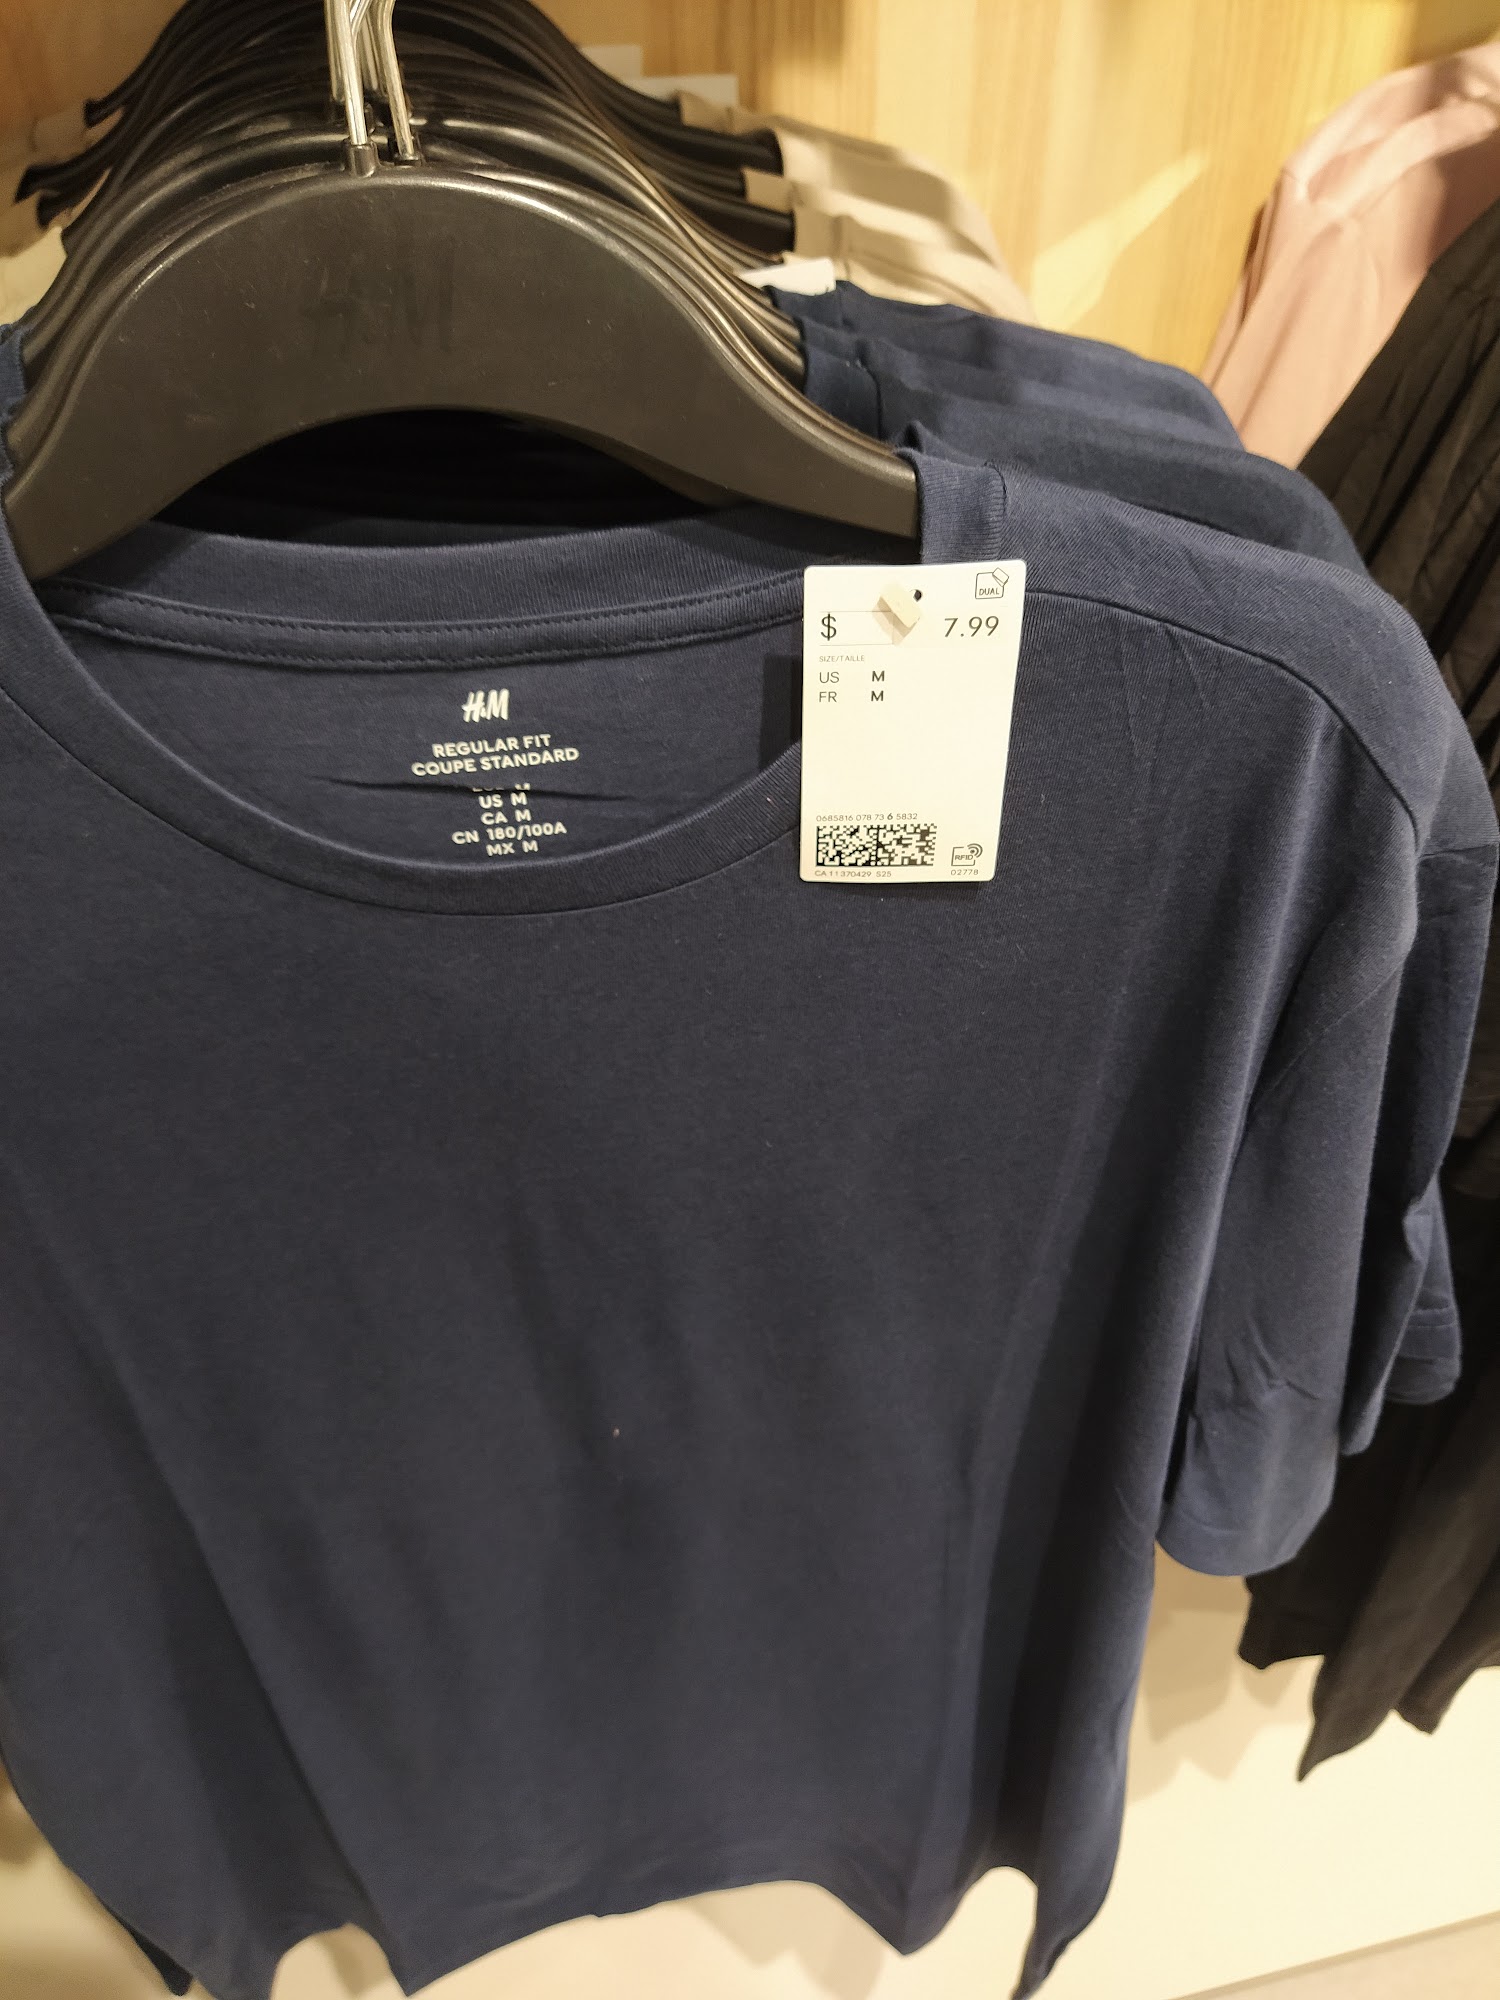 H&M
DUAL
$ 7.99
SIZE/TAILLE
US M
FR M
H&M
REGULAR FIT
COUPE STANDARD
US M
CA M
CN 180/100A
MX M
0685816 078 73 6 5832
RFID
CA 11370429 S25
02778